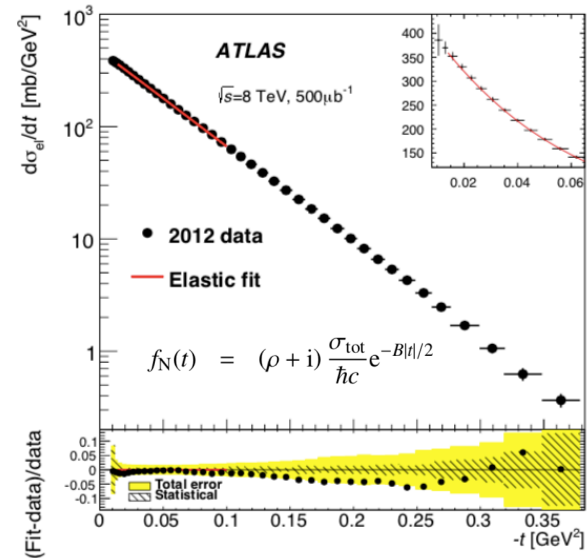 dσ_el/dt [mb/GeV²]
10³
10²
10
1
ATLAS
√s=8 TeV, 500μb⁻¹
400
350
300
250
200
150
0.02 0.04 0.06
2012 data
Elastic fit
f_N(t) = (ρ + i) σ_tot/ħc e^{−B|t|/2}
(Fit-data)/data
0.1
0.05
0
-0.05
-0.1
Total error
Statistical
0 0.05 0.1 0.15 0.2 0.25 0.3 0.35
-t [GeV²]